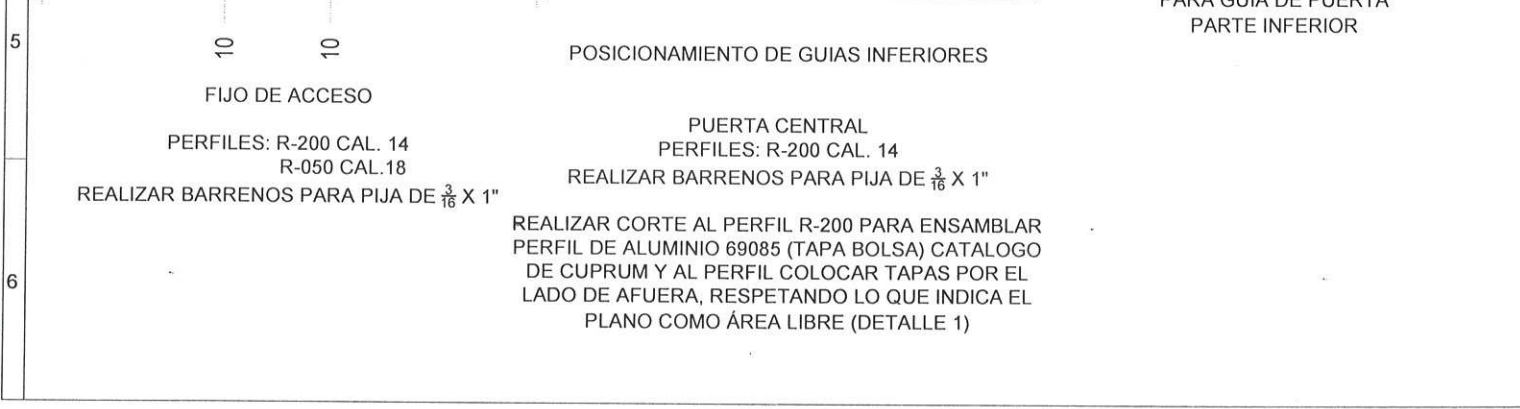 PARA GUIA DE PUERTA
PARTE INFERIOR
5
10
10
POSICIONAMIENTO DE GUIAS INFERIORES
FIJO DE ACCESO
PERFILES: R-200 CAL. 14
R-050 CAL.18
REALIZAR BARRENOS PARA PIJA DE 3/16 X 1"
PUERTA CENTRAL
PERFILES: R-200 CAL. 14
REALIZAR BARRENOS PARA PIJA DE 3/16 X 1"
REALIZAR CORTE AL PERFIL R-200 PARA ENSAMBLAR
PERFIL DE ALUMINIO 69085 (TAPA BOLSA) CATALOGO
DE CUPRUM Y AL PERFIL COLOCAR TAPAS POR EL
LADO DE AFUERA, RESPETANDO LO QUE INDICA EL
PLANO COMO ÁREA LIBRE (DETALLE 1)
6